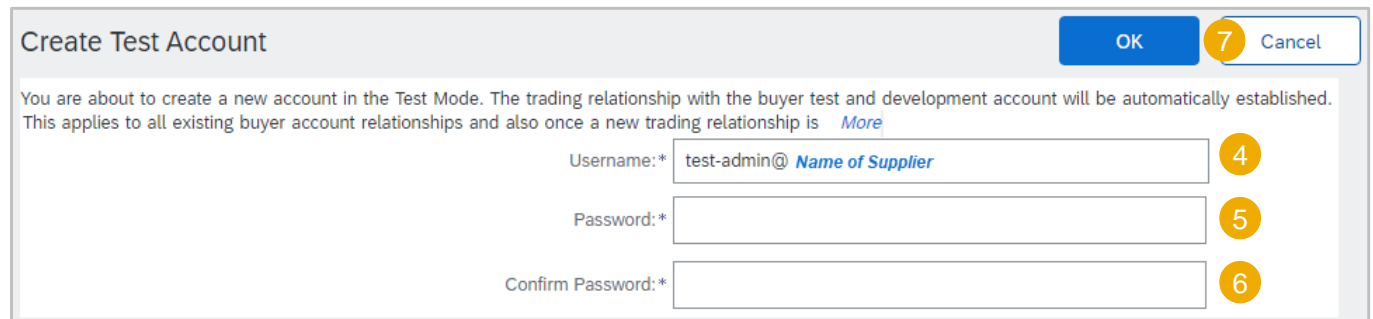 Create Test Account
OK
7
Cancel
You are about to create a new account in the Test Mode. The trading relationship with the buyer test and development account will be automatically established.
This applies to all existing buyer account relationships and also once a new trading relationship is More
Username:* test-admin@ Name of Supplier 4
Password:* 5
Confirm Password:* 6